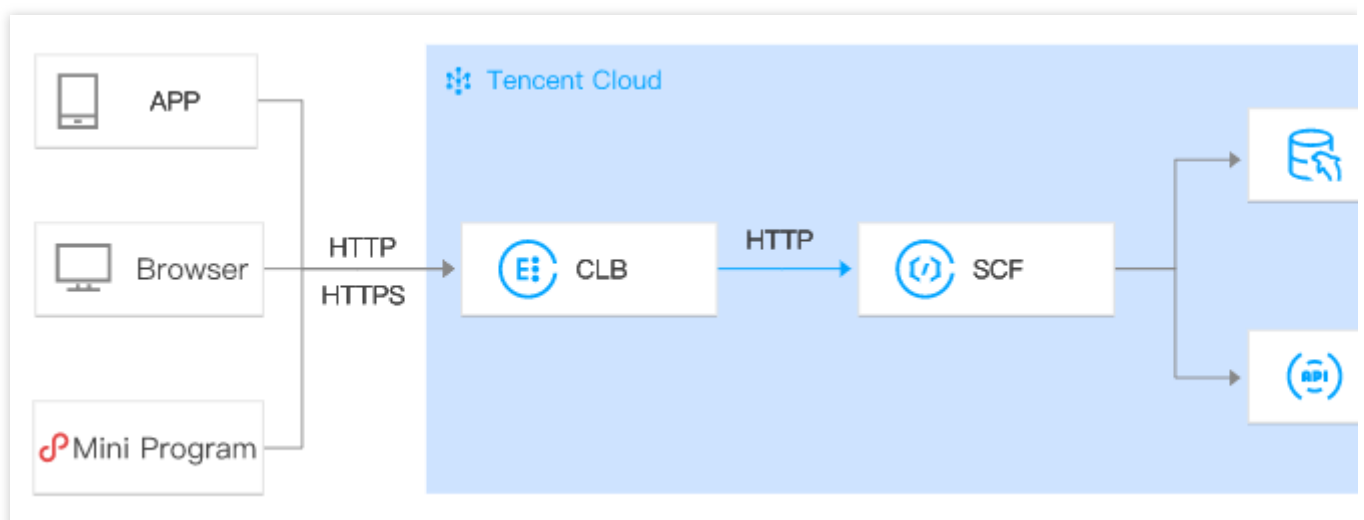 Tencent Cloud
APP
Browser
Mini Program
HTTP
HTTPS
CLB
HTTP
SCF
API